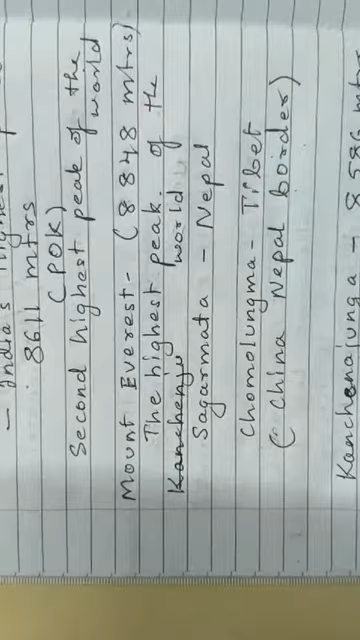 - India's highest
8611 mtrs
(POK)
Second highest peak of the
world
Mount Everest - (8848 mtrs)
The highest peak. of the
world
Kanchenju
Sagarmata - Nepal
Chomolungma - Tibet
(China Nepal border)
Kanchanajunga - 8586 mtrs